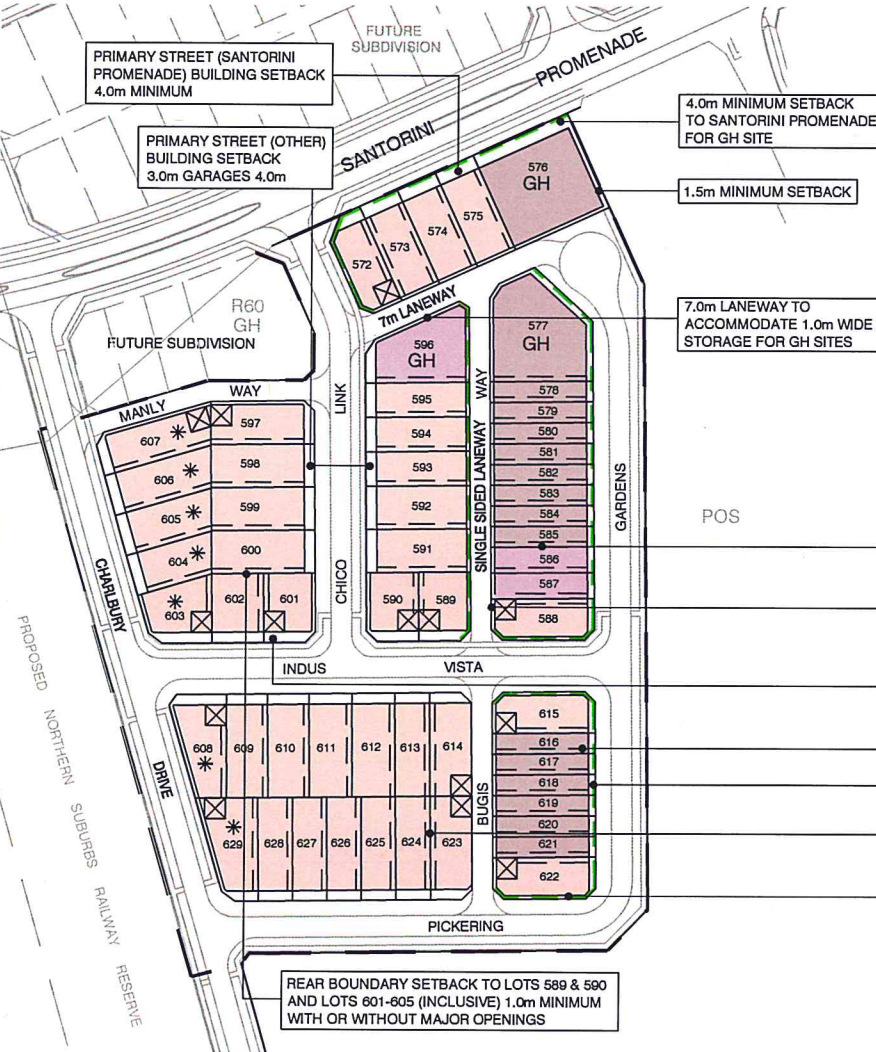 FUTURE
SUBDIVISION
PRIMARY STREET (SANTORINI
PROMENADE) BUILDING SETBACK
4.0m MINIMUM
SANTORINI PROMENADE
4.0m MINIMUM SETBACK
TO SANTORINI PROMENADE
FOR GH SITE
PRIMARY STREET (OTHER)
BUILDING SETBACK
3.0m GARAGES 4.0m
1.5m MINIMUM SETBACK
576
GH
575
574
573
572
7m LANEWAY
7.0m LANEWAY TO
ACCOMMODATE 1.0m WIDE
STORAGE FOR GH SITES
R60
GH
FUTURE SUBDIVISION
596
GH
577
GH
MANLY WAY
LINK
CHICO
SINGLE SIDED LANEWAY
WAY
GARDENS
POS
595
594
593
592
591
590
589
578
579
580
581
582
583
584
585
586
587
588
607
606
605
604
603
597
598
599
600
602
601
CHARLBURY
DRIVE
INDUS VISTA
PROPOSED NORTHERN SUBURBS RAILWAY RESERVE
608
609
610
611
612
613
614
629
628
627
626
625
624
623
BUGIS
615
616
617
618
619
620
621
622
PICKERING
REAR BOUNDARY SETBACK TO LOTS 589 & 590
AND LOTS 601-605 (INCLUSIVE) 1.0m MINIMUM
WITH OR WITHOUT MAJOR OPENINGS